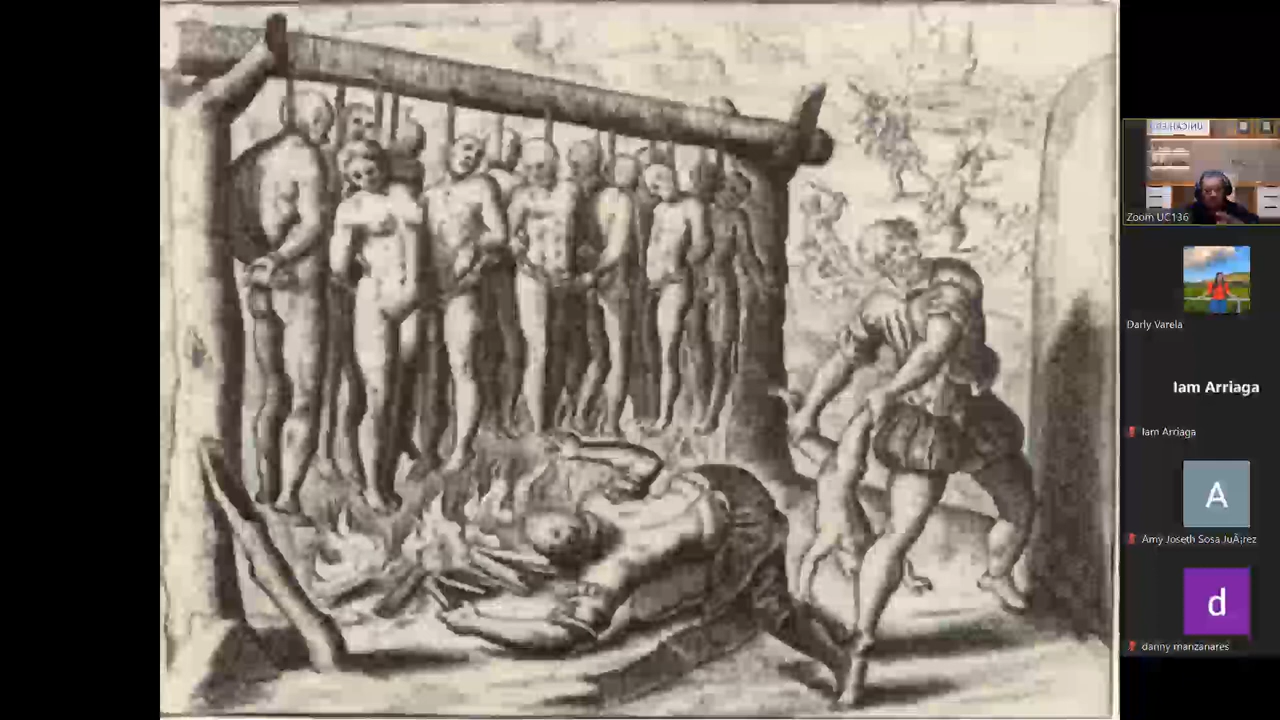 Zoom UC136
Darly Varela
Iam Arriaga
Iam Arriaga
A
Amy Joseth Sosa JuÃ¡rez
d
danny manzanares